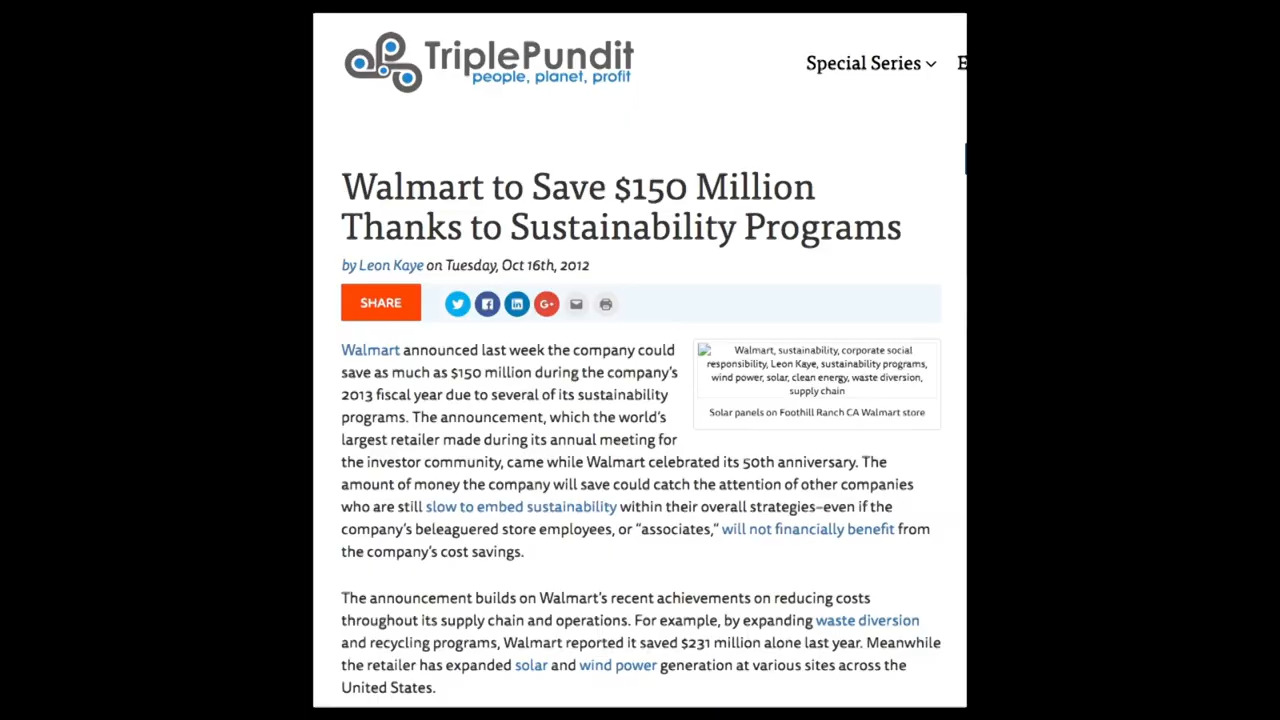 TriplePundit
people, planet, profit
Special Series
E
Walmart to Save $150 Million
Thanks to Sustainability Programs
by Leon Kaye on Tuesday, Oct 16th, 2012
SHARE
G+
Walmart announced last week the company could
save as much as $150 million during the company's
2013 fiscal year due to several of its sustainability
programs. The announcement, which the world's
largest retailer made during its annual meeting for
the investor community, came while Walmart celebrated its 50th anniversary. The
amount of money the company will save could catch the attention of other companies
who are still slow to embed sustainability within their overall strategies–even if the
company's beleaguered store employees, or “associates,” will not financially benefit from
the company's cost savings.
Walmart, sustainability, corporate social
responsibility, Leon Kaye, sustainability programs,
wind power, solar, clean energy, waste diversion,
supply chain
Solar panels on Foothill Ranch CA Walmart store
The announcement builds on Walmart's recent achievements on reducing costs
throughout its supply chain and operations. For example, by expanding waste diversion
and recycling programs, Walmart reported it saved $231 million alone last year. Meanwhile
the retailer has expanded solar and wind power generation at various sites across the
United States.